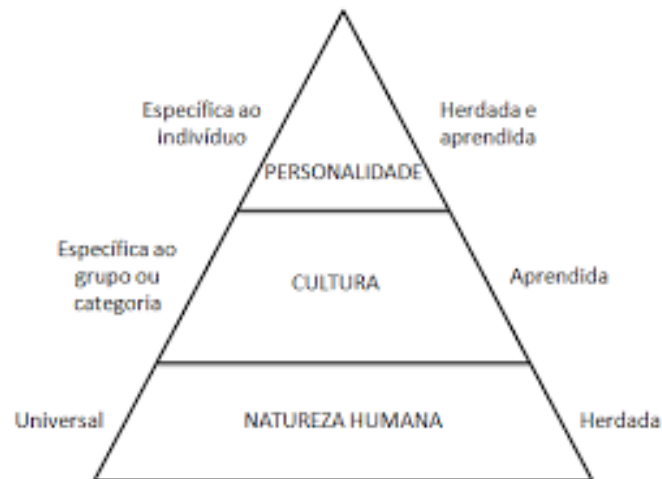 Específica ao
indivíduo
Herdada e
aprendida
PERSONALIDADE
Específica ao
grupo ou
categoria
CULTURA
Aprendida
Universal
NATUREZA HUMANA
Herdada